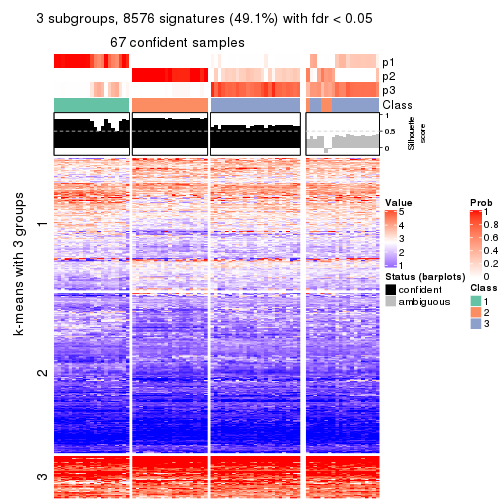 3 subgroups, 8576 signatures (49.1%) with fdr < 0.05
67 confident samples
p1
p2
p3
Class
1
0.5
0
Silhouette
score
k-means with 3 groups
1
2
3
Value
5
4
3
2
1
Status (barplots)
confident
ambiguous
Prob
1
0.8
0.6
0.4
0.2
0
Class
1
2
3